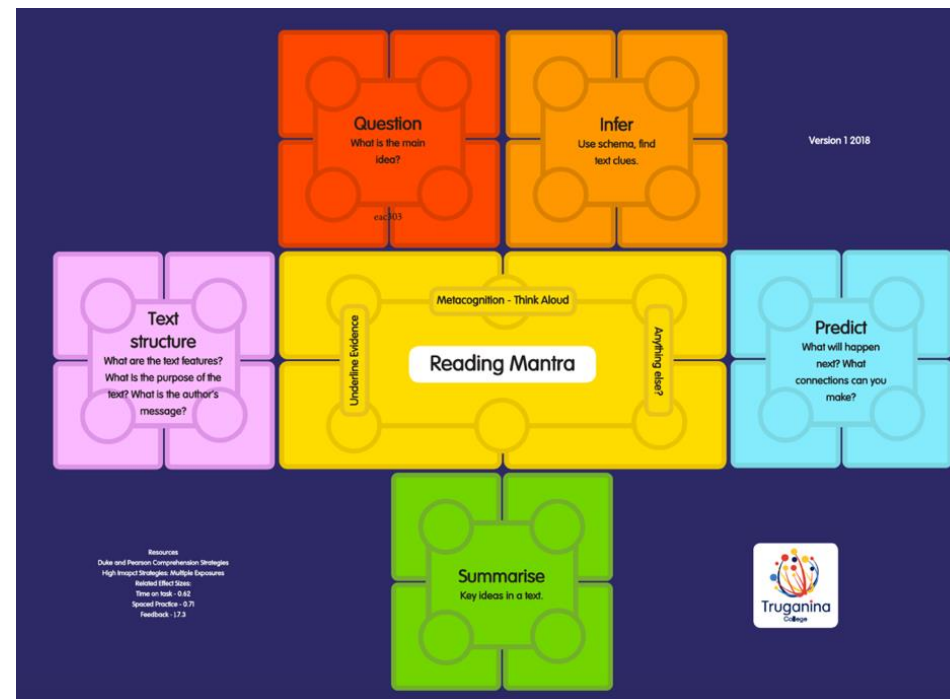 Question
What is the main
idea?
eac303
Infer
Use schema, find
text clues.
Version 1 2018
Text
structure
What are the text features?
What is the purpose of the
text? What is the author's
message?
Metacognition - Think Aloud
Underline Evidence
Reading Mantra
Anything else?
Predict
What will happen
next? What
connections can you
make?
Summarise
Key ideas in a text.
Resources
Duke and Pearson Comprehension Strategies
High Imapct Strategies: Multiple Exposures
Related Effect Sizes:
Time on task - 0.62
Spaced Practice - 0.71
Feedback - 1.7.3
Truganina
College